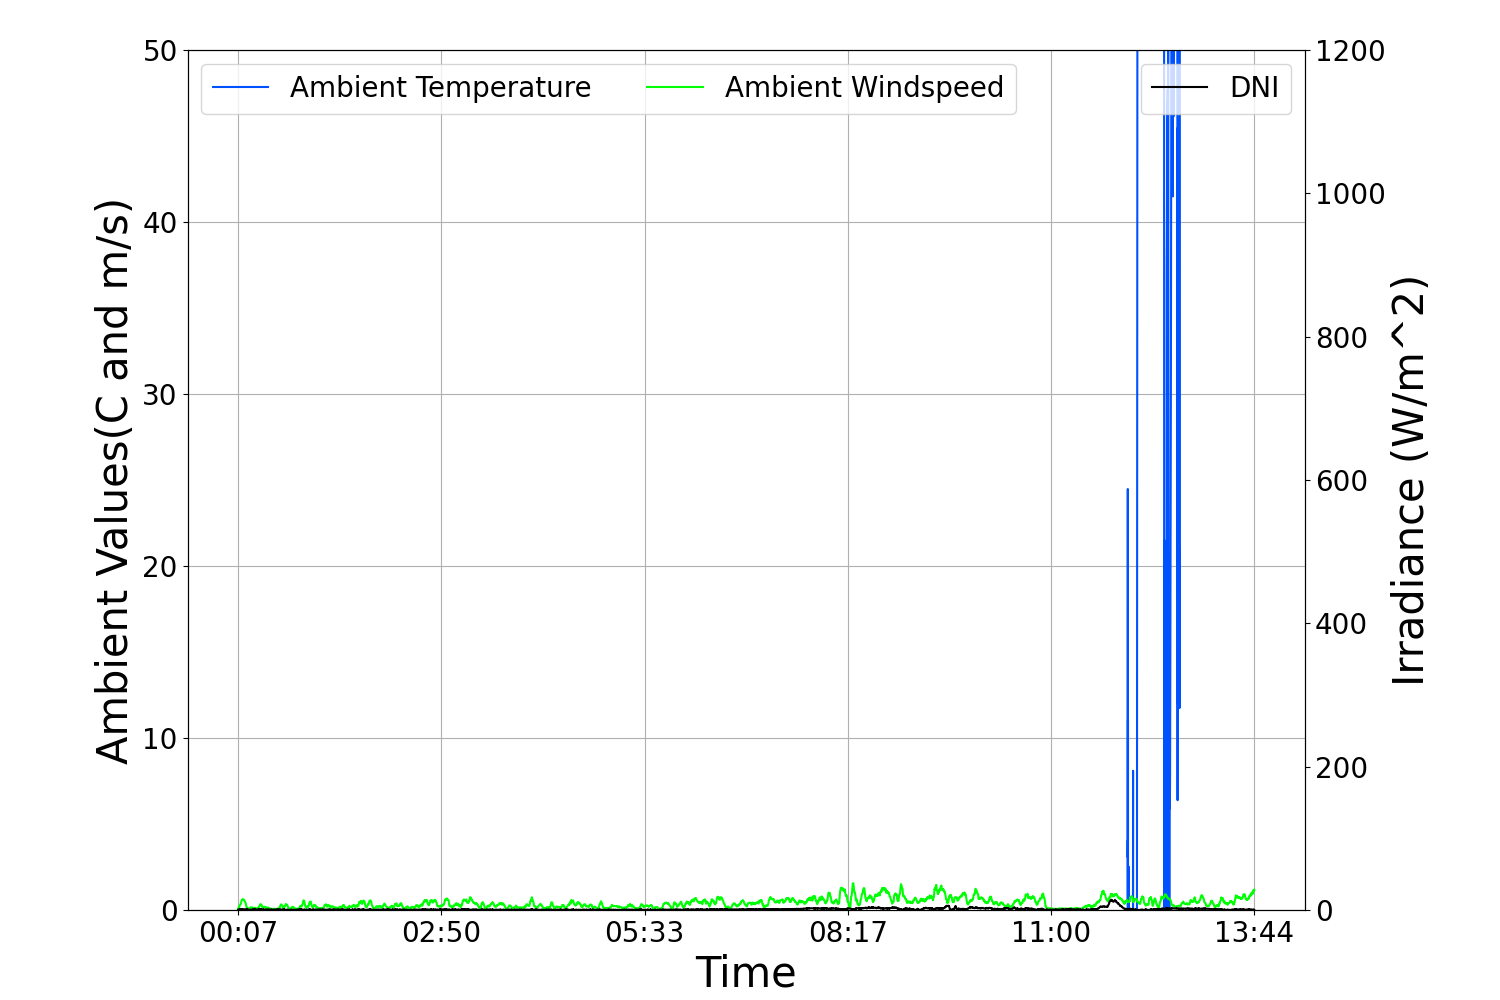 Ambient Temperature
Ambient Windspeed
DNI
Ambient Values(C and m/s)
50
40
30
20
10
0
1200
1000
800
600
400
200
0
Irradiance (W/m^2)
00:07 02:50 05:33 08:17 11:00 13:44
Time